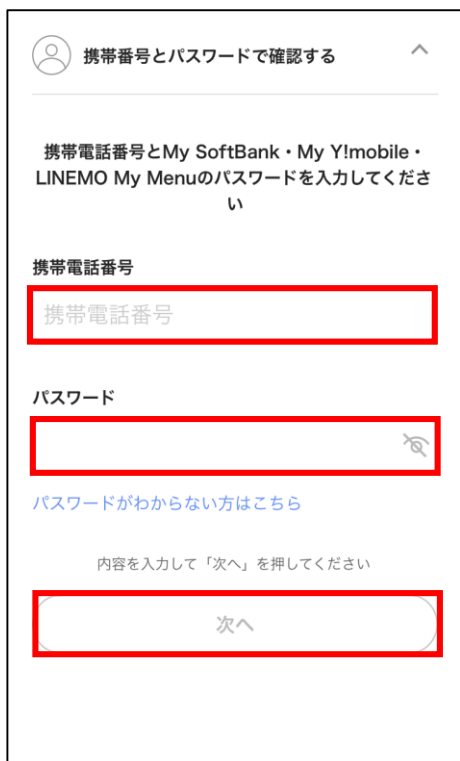 携帯番号とパスワードで確認する
携帯電話番号とMy SoftBank・My Y!mobile・
LINEMO My Menuのパスワードを入力してくださ
い
携帯電話番号
携帯電話番号
パスワード
パスワードがわからない方はこちら
内容を入力して「次へ」を押してください
次へ